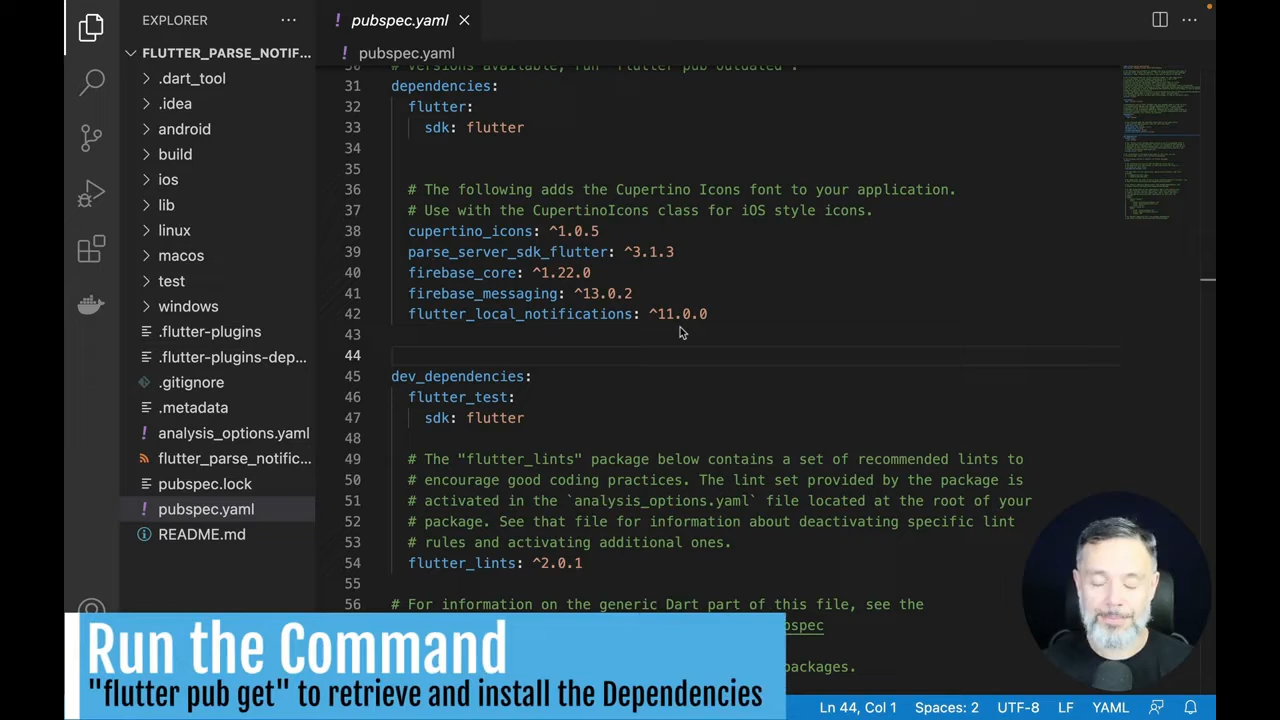 EXPLORER
FLUTTER_PARSE_NOTIF...
.dart_tool
.idea
android
build
ios
lib
linux
macos
test
windows
.flutter-plugins
.flutter-plugins-dep...
.gitignore
.metadata
analysis_options.yaml
flutter_parse_notific...
pubspec.lock
pubspec.yaml
README.md
pubspec.yaml
pubspec.yaml
30 # versions available, run `flutter pub outdated`.
31 dependencies:
32 flutter:
33 sdk: flutter
34
35
36 # The following adds the Cupertino Icons font to your application.
37 # Use with the CupertinoIcons class for iOS style icons.
38 cupertino_icons: ^1.0.5
39 parse_server_sdk_flutter: ^3.1.3
40 firebase_core: ^1.22.0
41 firebase_messaging: ^13.0.2
42 flutter_local_notifications: ^11.0.0
43
44
45 dev_dependencies:
46 flutter_test:
47 sdk: flutter
48
49 # The "flutter_lints" package below contains a set of recommended lints to
50 # encourage good coding practices. The lint set provided by the package is
51 # activated in the `analysis_options.yaml` file located at the root of your
52 # package. See that file for information about deactivating specific lint
53 # rules and activating additional ones.
54 flutter_lints: ^2.0.1
55
56 # For information on the generic Dart part of this file, see the
bspec
packages.
Run the Command
"flutter pub get" to retrieve and install the Dependencies
Ln 44, Col 1
Spaces: 2
UTF-8
LF
YAML